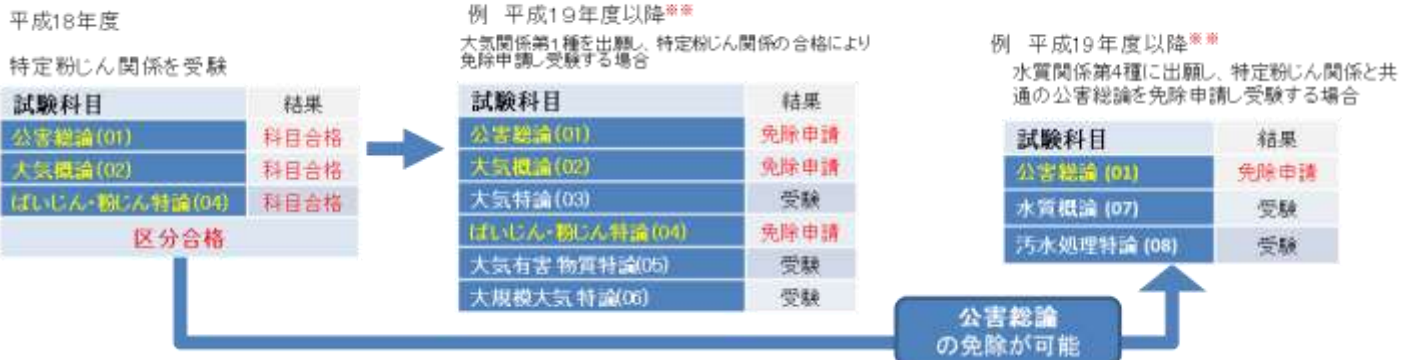 平成18年度
特定粉じん関係を受験
試験科目 結果
公害総論(01) 科目合格
大気概論(02) 科目合格
ばいじん・粉じん特論(04) 科目合格
区分合格
例 平成19年度以降※※
大気関係第1種を出願し、特定粉じん関係の合格により
免除申請し受験する場合
試験科目 結果
公害総論(01) 免除申請
大気概論(02) 免除申請
大気特論(03) 受験
ばいじん・粉じん特論(04) 免除申請
大気有害物質特論(05) 受験
大規模大気特論(06) 受験
例 平成19年度以降※※
水質関係第4種に出願し、特定粉じん関係と共
通の公害総論を免除申請し受験する場合
試験科目 結果
公害総論 (01) 免除申請
水質概論 (07) 受験
汚水処理特論 (08) 受験
公害総論
の免除が可能